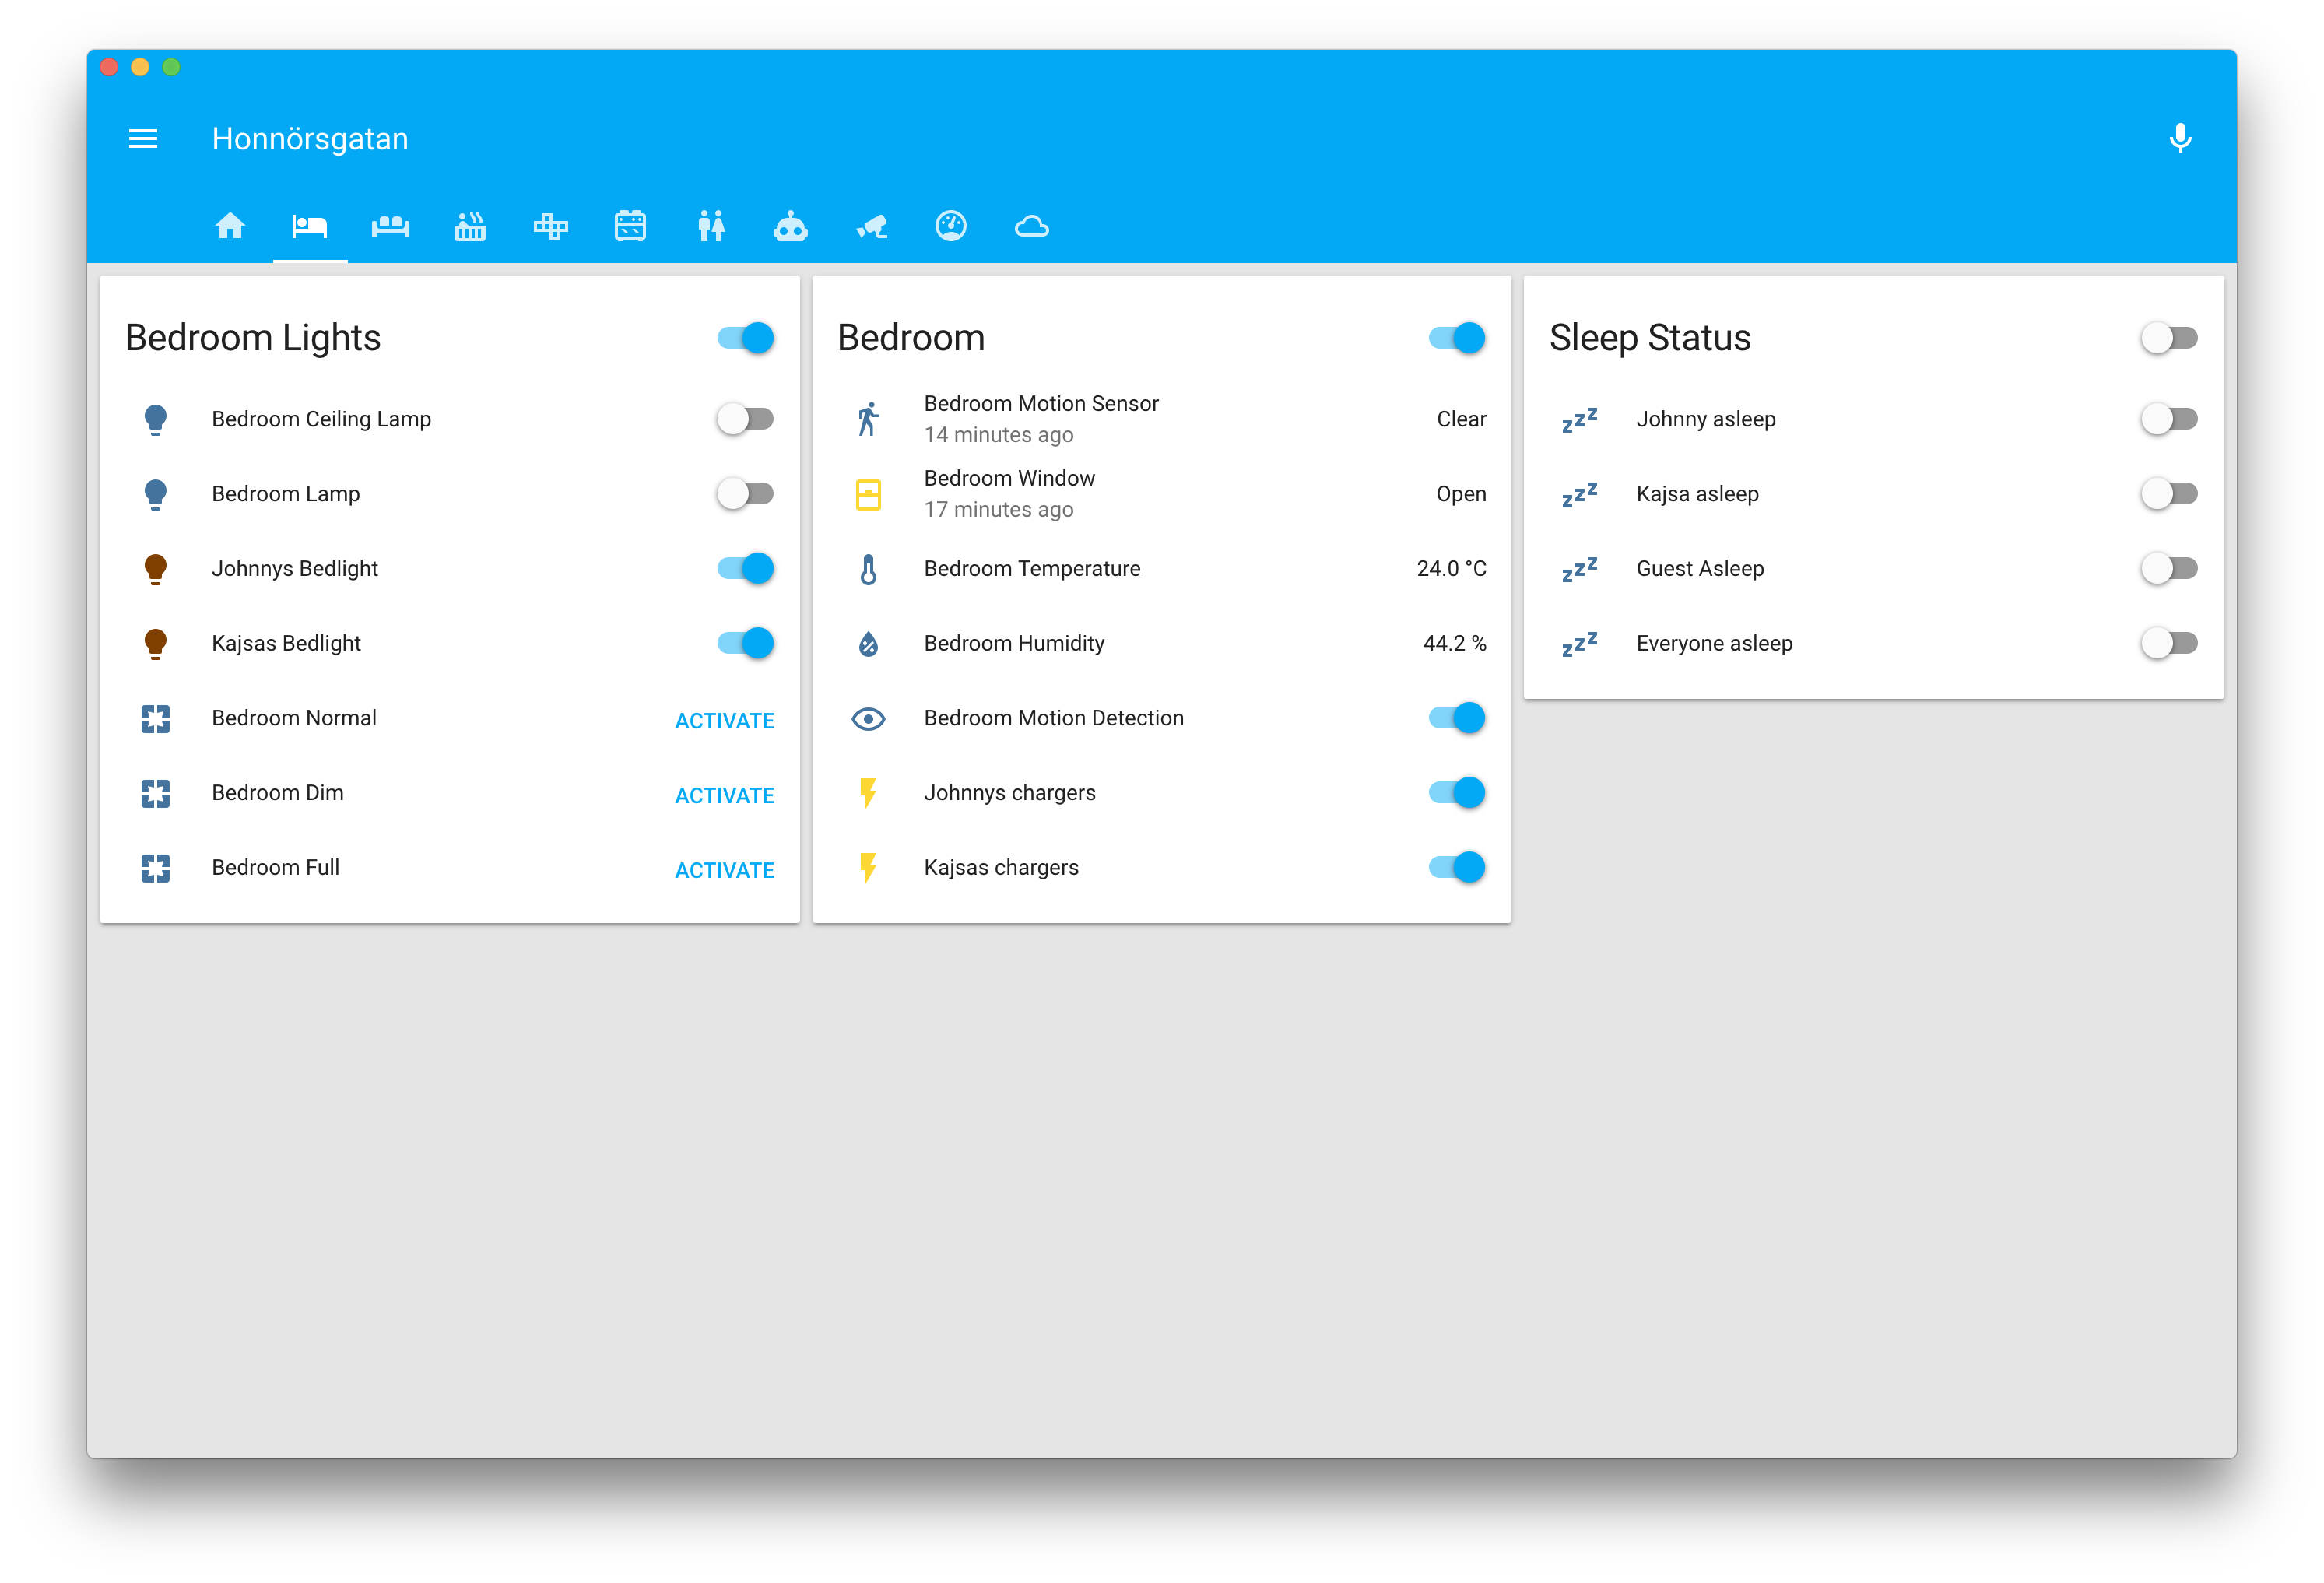 Honnörsgatan
Bedroom Lights
Bedroom Ceiling Lamp
Bedroom Lamp
Johnnys Bedlight
Kajsas Bedlight
Bedroom Normal ACTIVATE
Bedroom Dim ACTIVATE
Bedroom Full ACTIVATE
Bedroom
Bedroom Motion Sensor
14 minutes ago
Clear
Bedroom Window
17 minutes ago
Open
Bedroom Temperature 24.0 °C
Bedroom Humidity 44.2 %
Bedroom Motion Detection
Johnnys chargers
Kajsas chargers
Sleep Status
Johnny asleep
Kajsa asleep
Guest Asleep
Everyone asleep